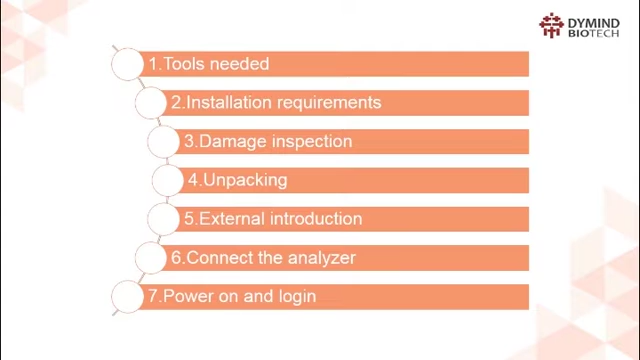 DYMIND
BIOTECH
1.Tools needed
2.Installation requirements
3.Damage inspection
4.Unpacking
5.External introduction
6.Connect the analyzer
7.Power on and login